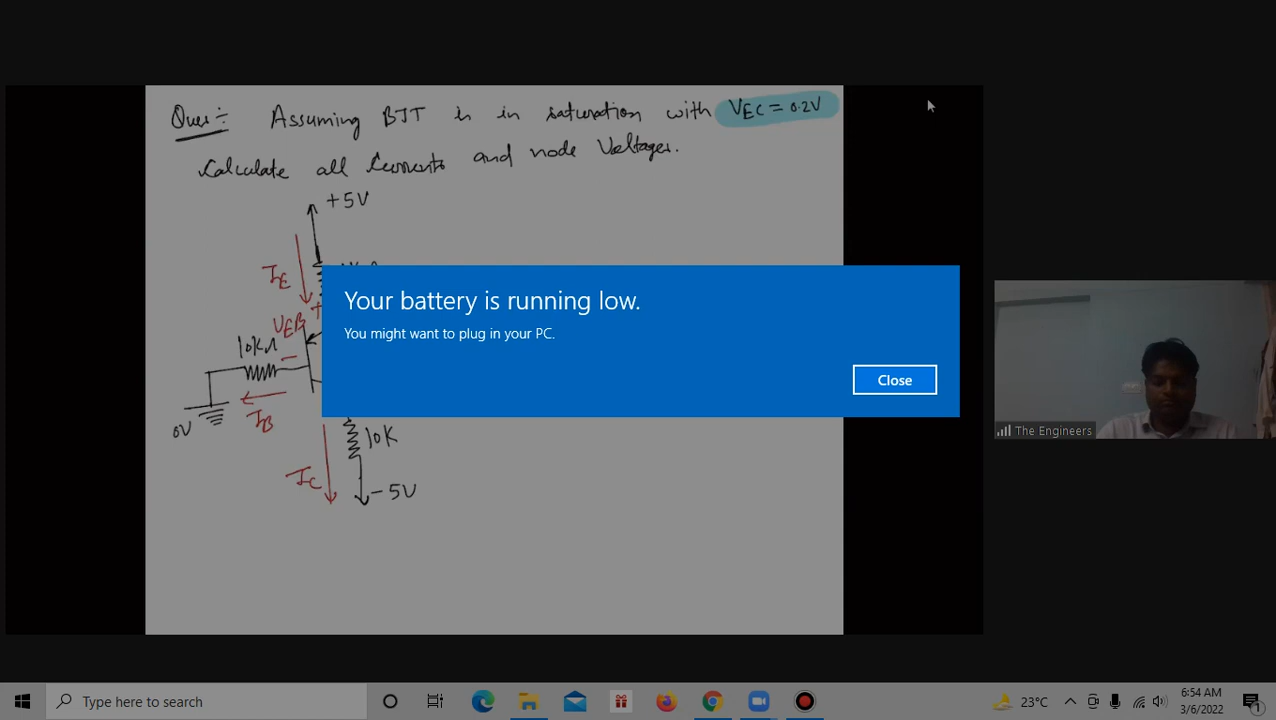 Ques:- Assuming BJT is in saturation with VEC = 0.2V
Calculate all Currents and node Voltages.
+5V
IE
VEB +
10KΩ
IB
0V
10K
IC
-5V
Your battery is running low.
You might want to plug in your PC.
Close
The Engineers
Type here to search
23°C
6:54 AM
3/6/2022
1